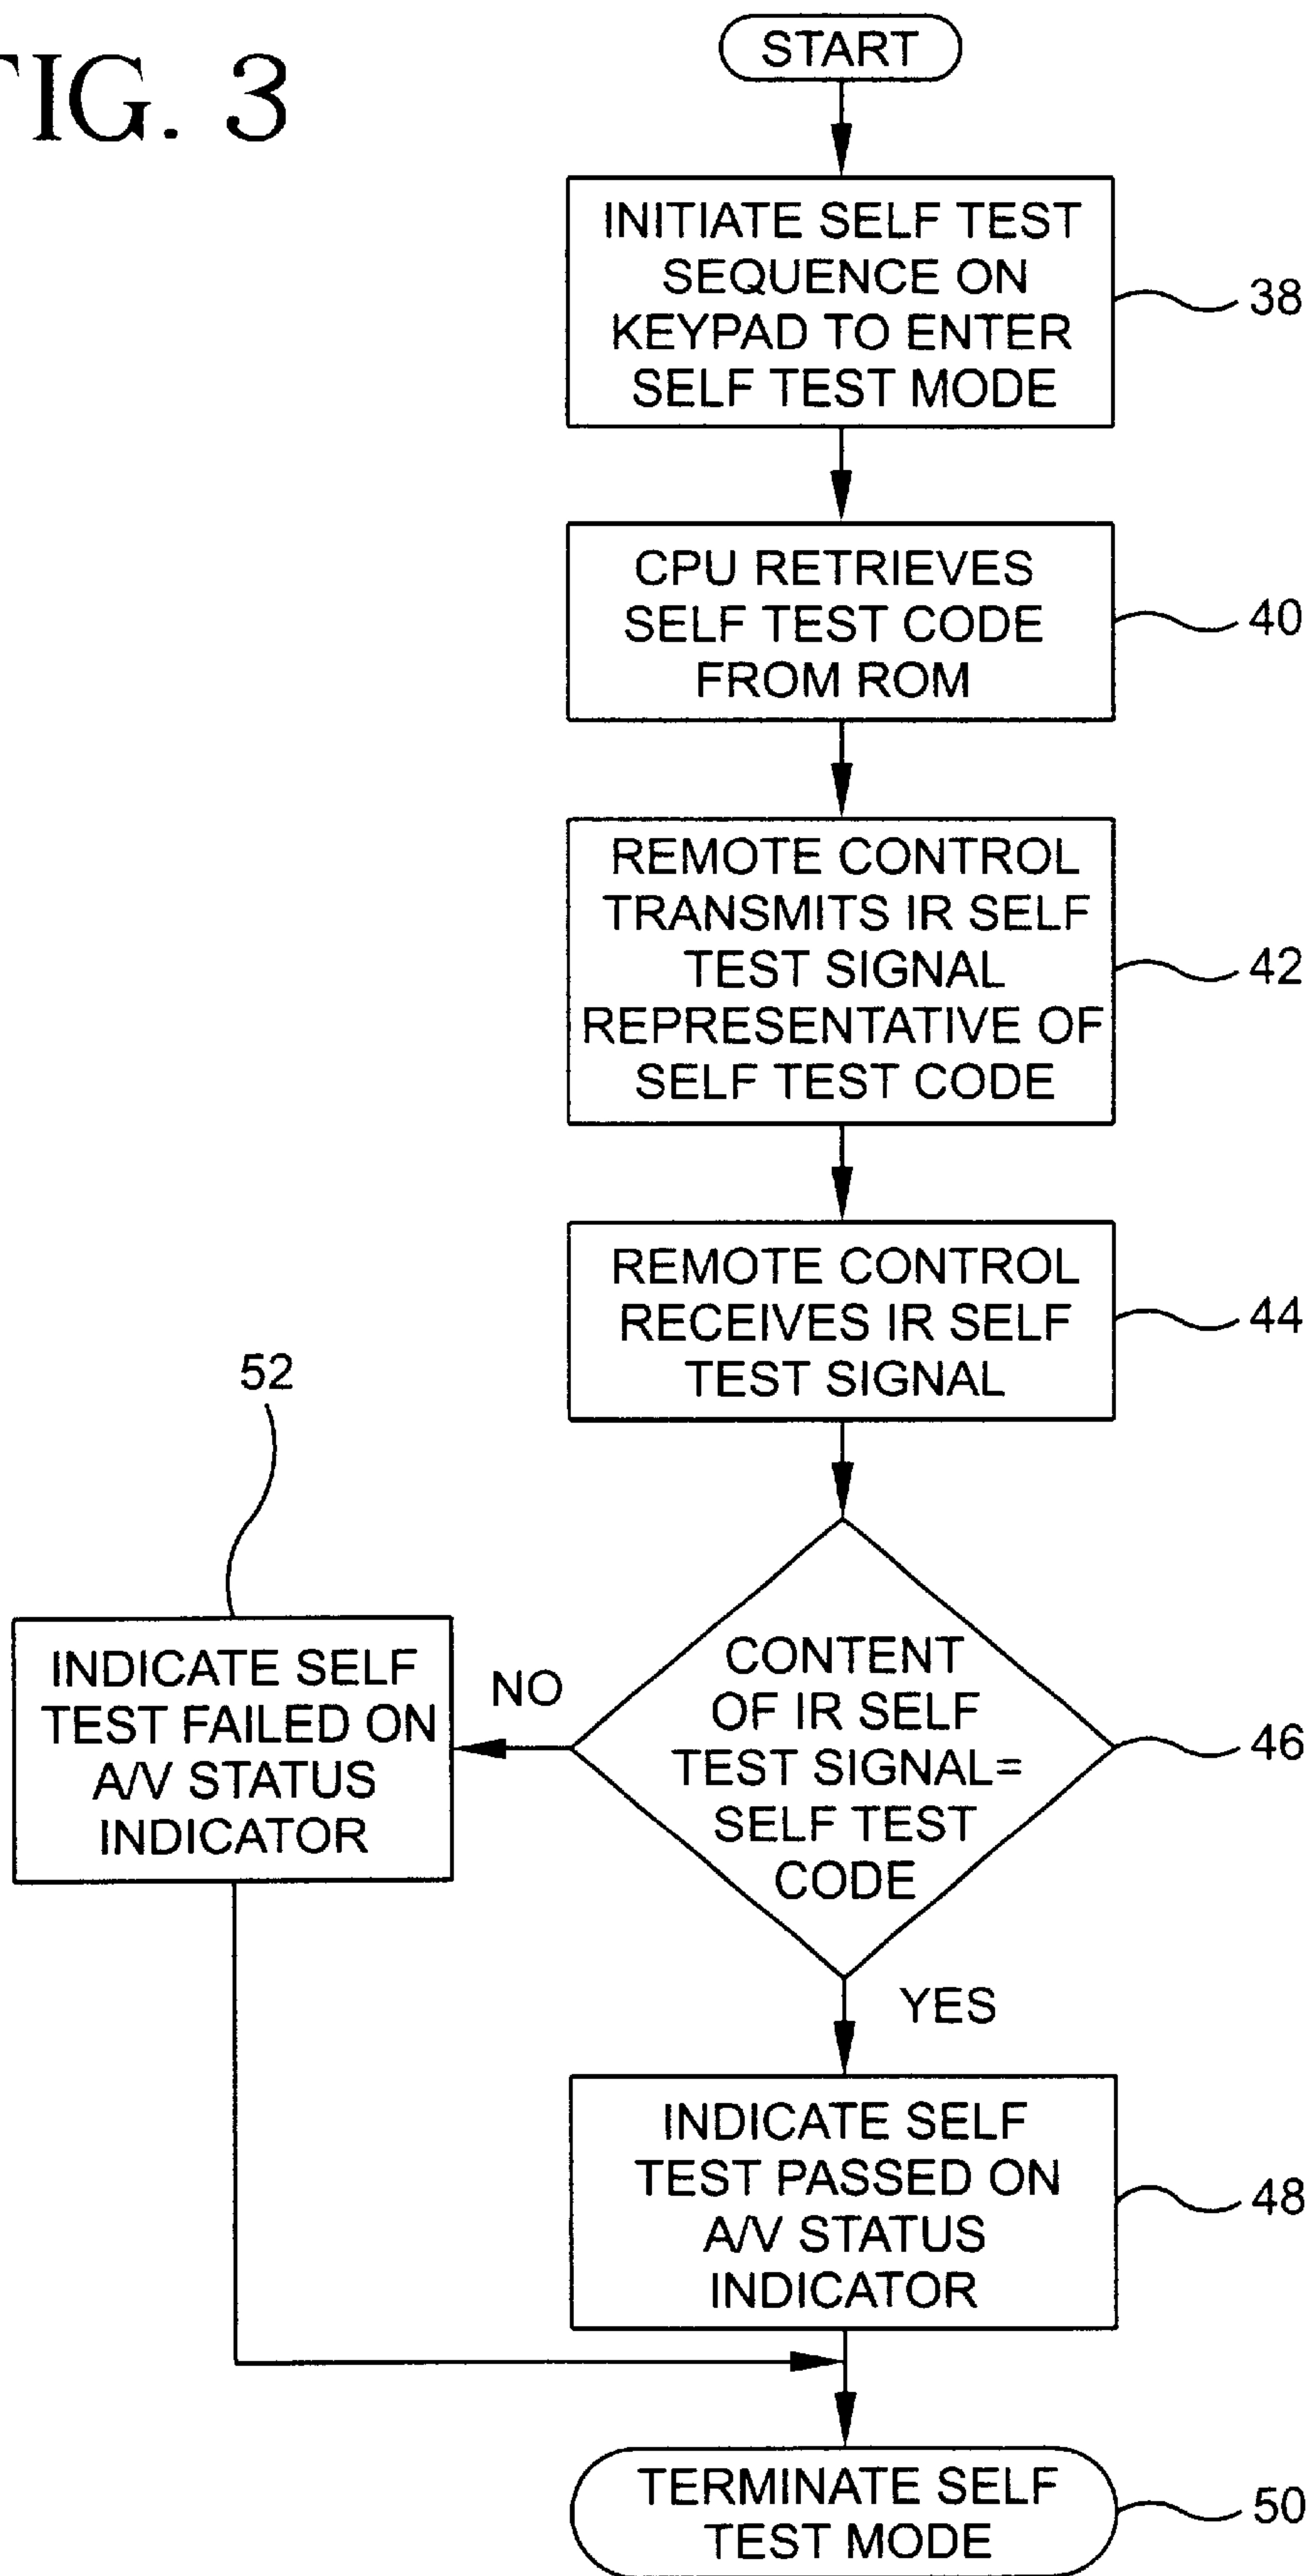 FIG. 3
START
INITIATE SELF TEST
SEQUENCE ON
KEYPAD TO ENTER
SELF TEST MODE
38
CPU RETRIEVES
SELF TEST CODE
FROM ROM
40
REMOTE CONTROL
TRANSMITS IR SELF
TEST SIGNAL
REPRESENTATIVE OF
SELF TEST CODE
42
REMOTE CONTROL
RECEIVES IR SELF
TEST SIGNAL
44
CONTENT
OF IR SELF
TEST SIGNAL=
SELF TEST
CODE
46
NO
52
INDICATE SELF
TEST FAILED ON
A/V STATUS
INDICATOR
YES
INDICATE SELF
TEST PASSED ON
A/V STATUS
INDICATOR
48
TERMINATE SELF
TEST MODE
50